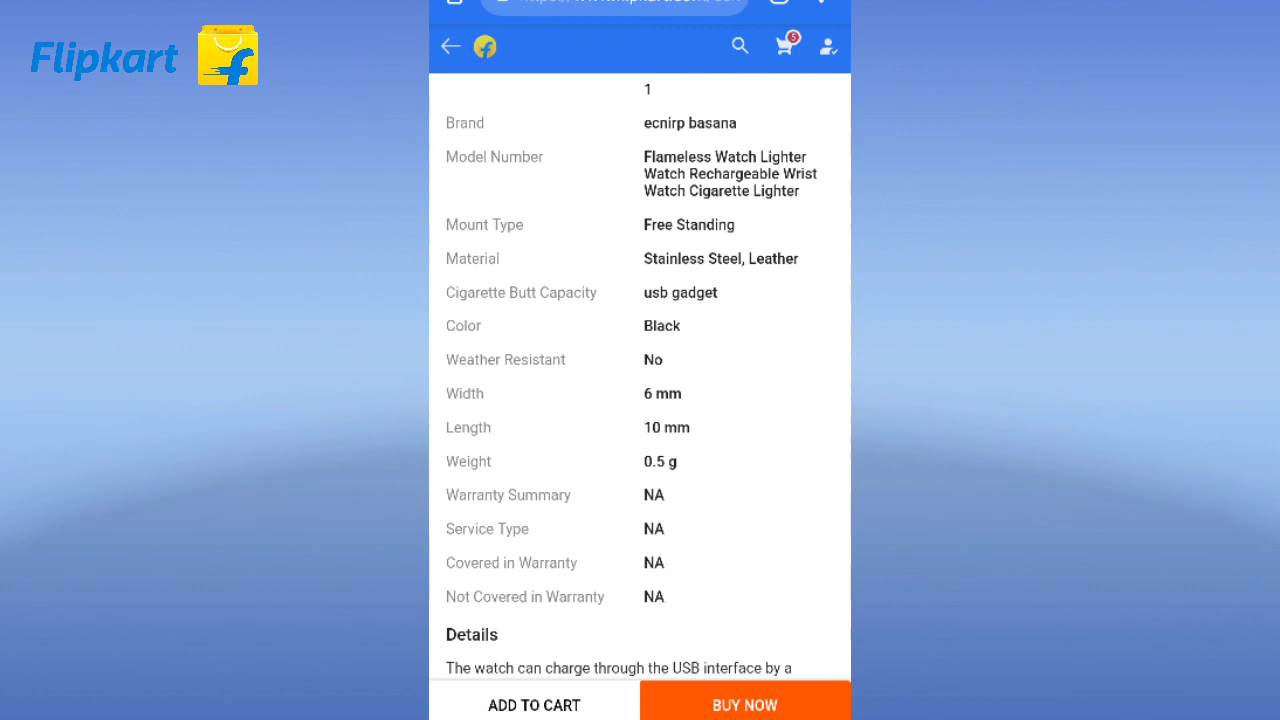 Flipkart
5
1
Brand ecnirp basana
Model Number Flameless Watch Lighter
Watch Rechargeable Wrist
Watch Cigarette Lighter
Mount Type Free Standing
Material Stainless Steel, Leather
Cigarette Butt Capacity usb gadget
Color Black
Weather Resistant No
Width 6 mm
Length 10 mm
Weight 0.5 g
Warranty Summary NA
Service Type NA
Covered in Warranty NA
Not Covered in Warranty NA
Details
The watch can charge through the USB interface by a
ADD TO CART BUY NOW